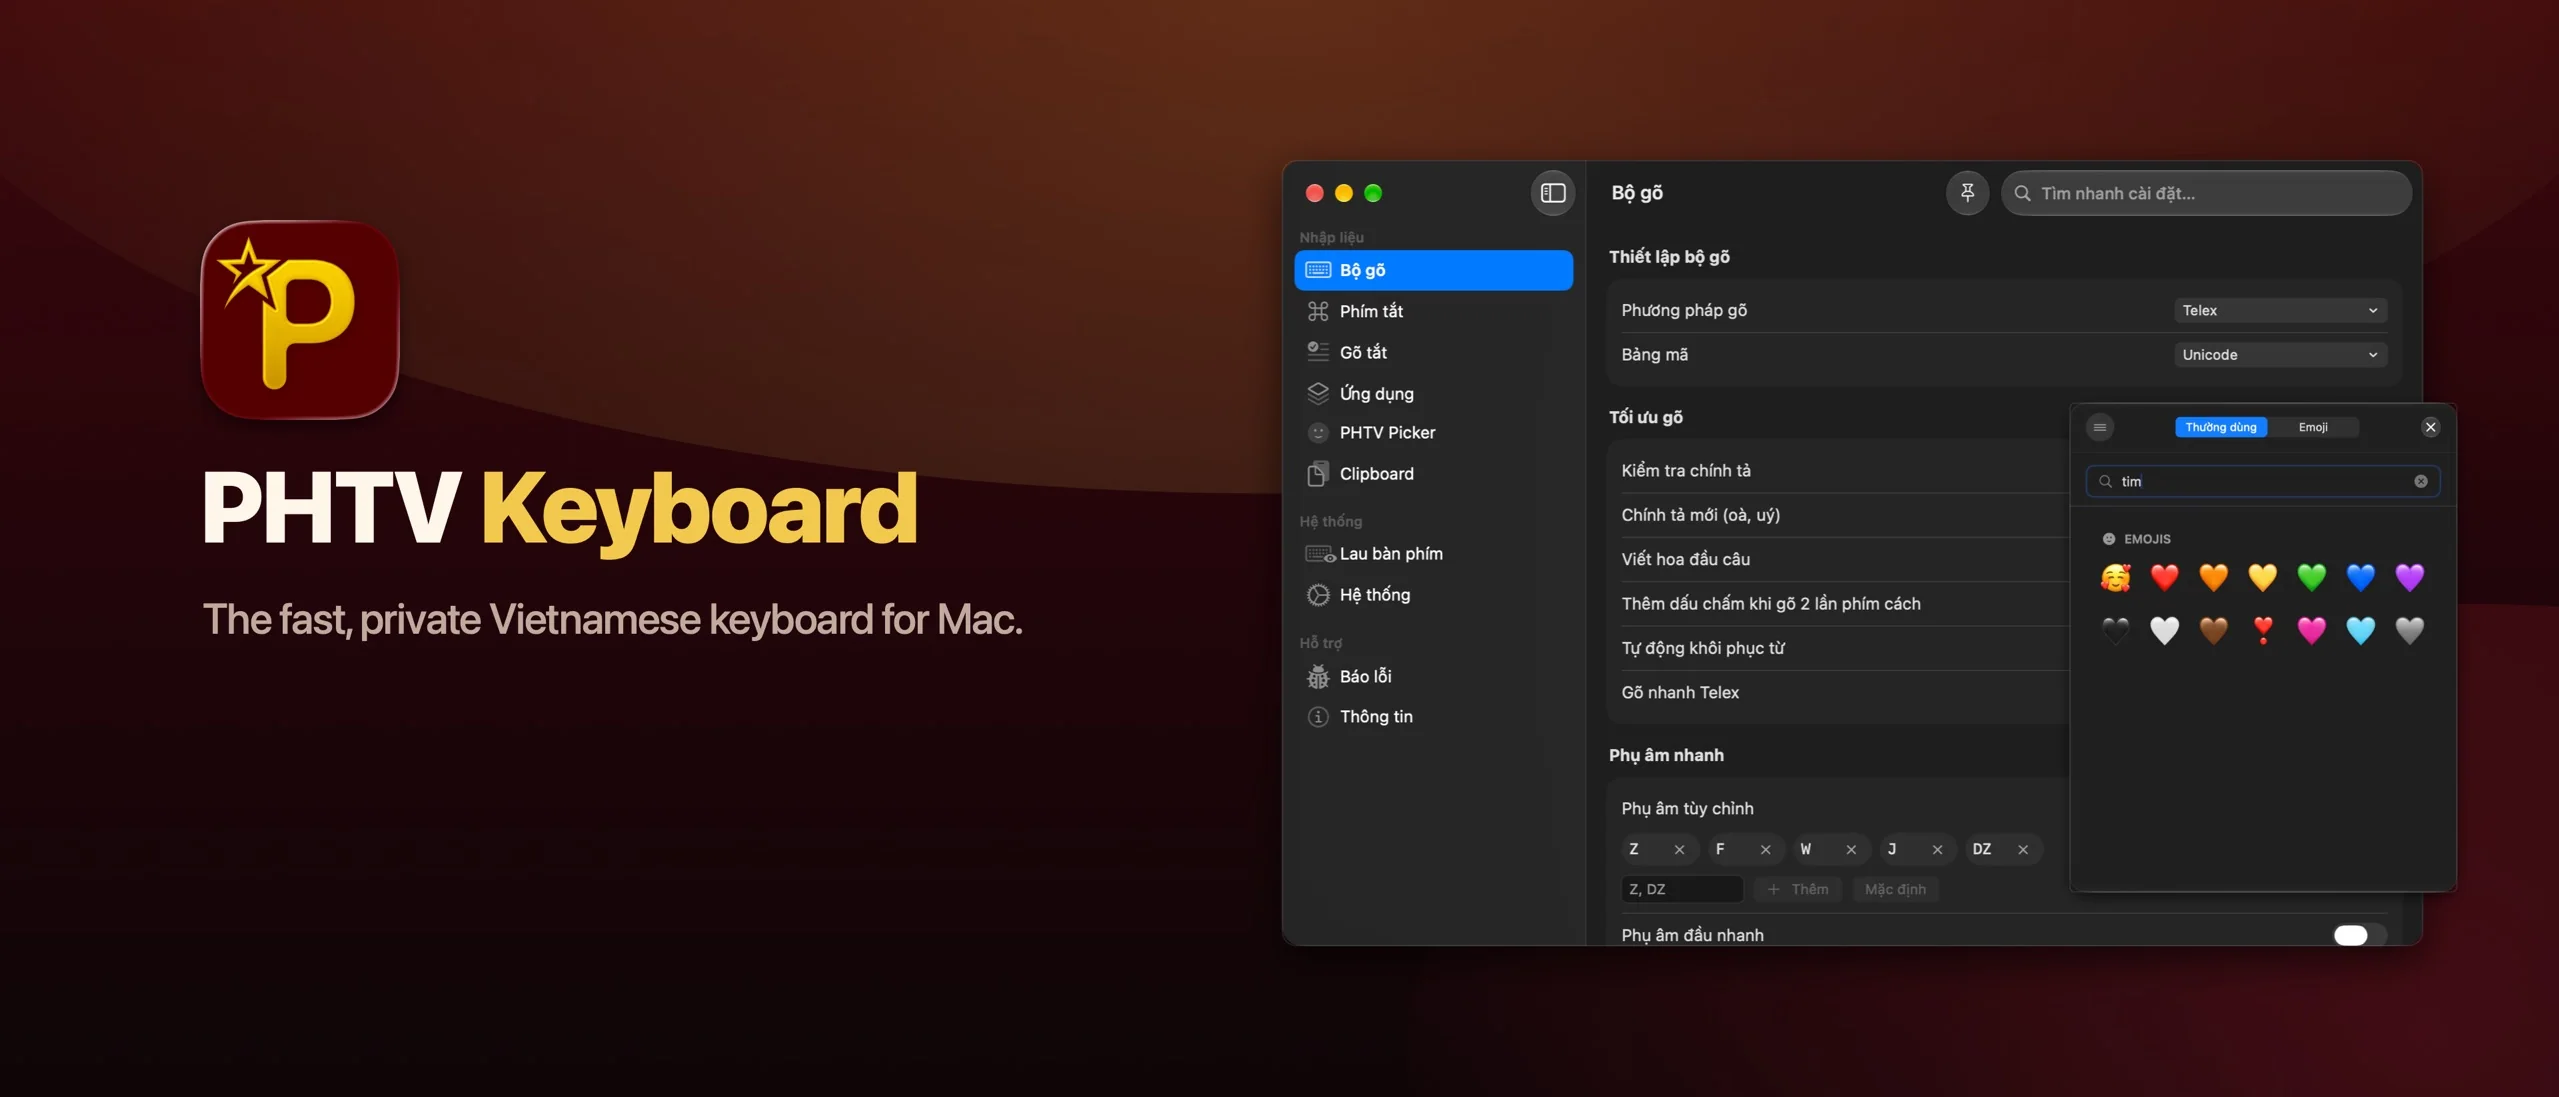 P
PHTV Keyboard
The fast, private Vietnamese keyboard for Mac.
Nhập liệu
Bộ gõ
Phím tắt
Gõ tắt
Ứng dụng
PHTV Picker
Clipboard
Hệ thống
Lau bàn phím
Hệ thống
Hỗ trợ
Báo lỗi
Thông tin
Bộ gõ
Tìm nhanh cài đặt...
Thiết lập bộ gõ
Phương pháp gõ Telex
Bảng mã Unicode
Tối ưu gõ
Kiểm tra chính tả
Chính tả mới (oà, uý)
Viết hoa đầu câu
Thêm dấu chấm khi gõ 2 lần phím cách
Tự động khôi phục từ
Gõ nhanh Telex
Phụ âm nhanh
Phụ âm tùy chỉnh
Z F W J DZ
Z, DZ Thêm Mặc định
Phụ âm đầu nhanh
Thường dùng Emoji
tim
EMOJIS